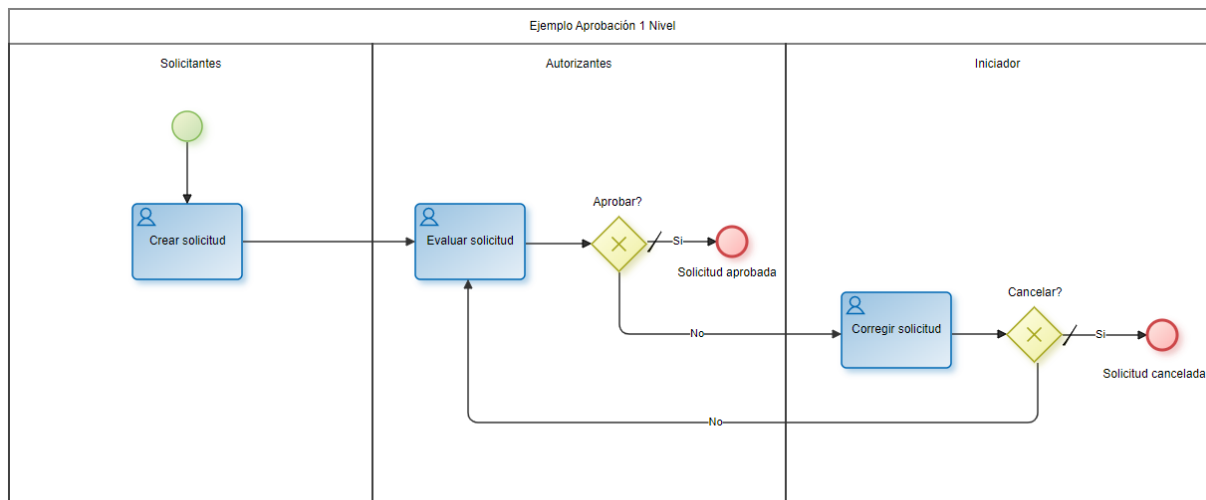 Ejemplo Aprobación 1 Nivel
Solicitantes
Autorizantes
Iniciador
Crear solicitud
Evaluar solicitud
Aprobar?
Si
Solicitud aprobada
No
Corregir solicitud
Cancelar?
Si
Solicitud cancelada
No